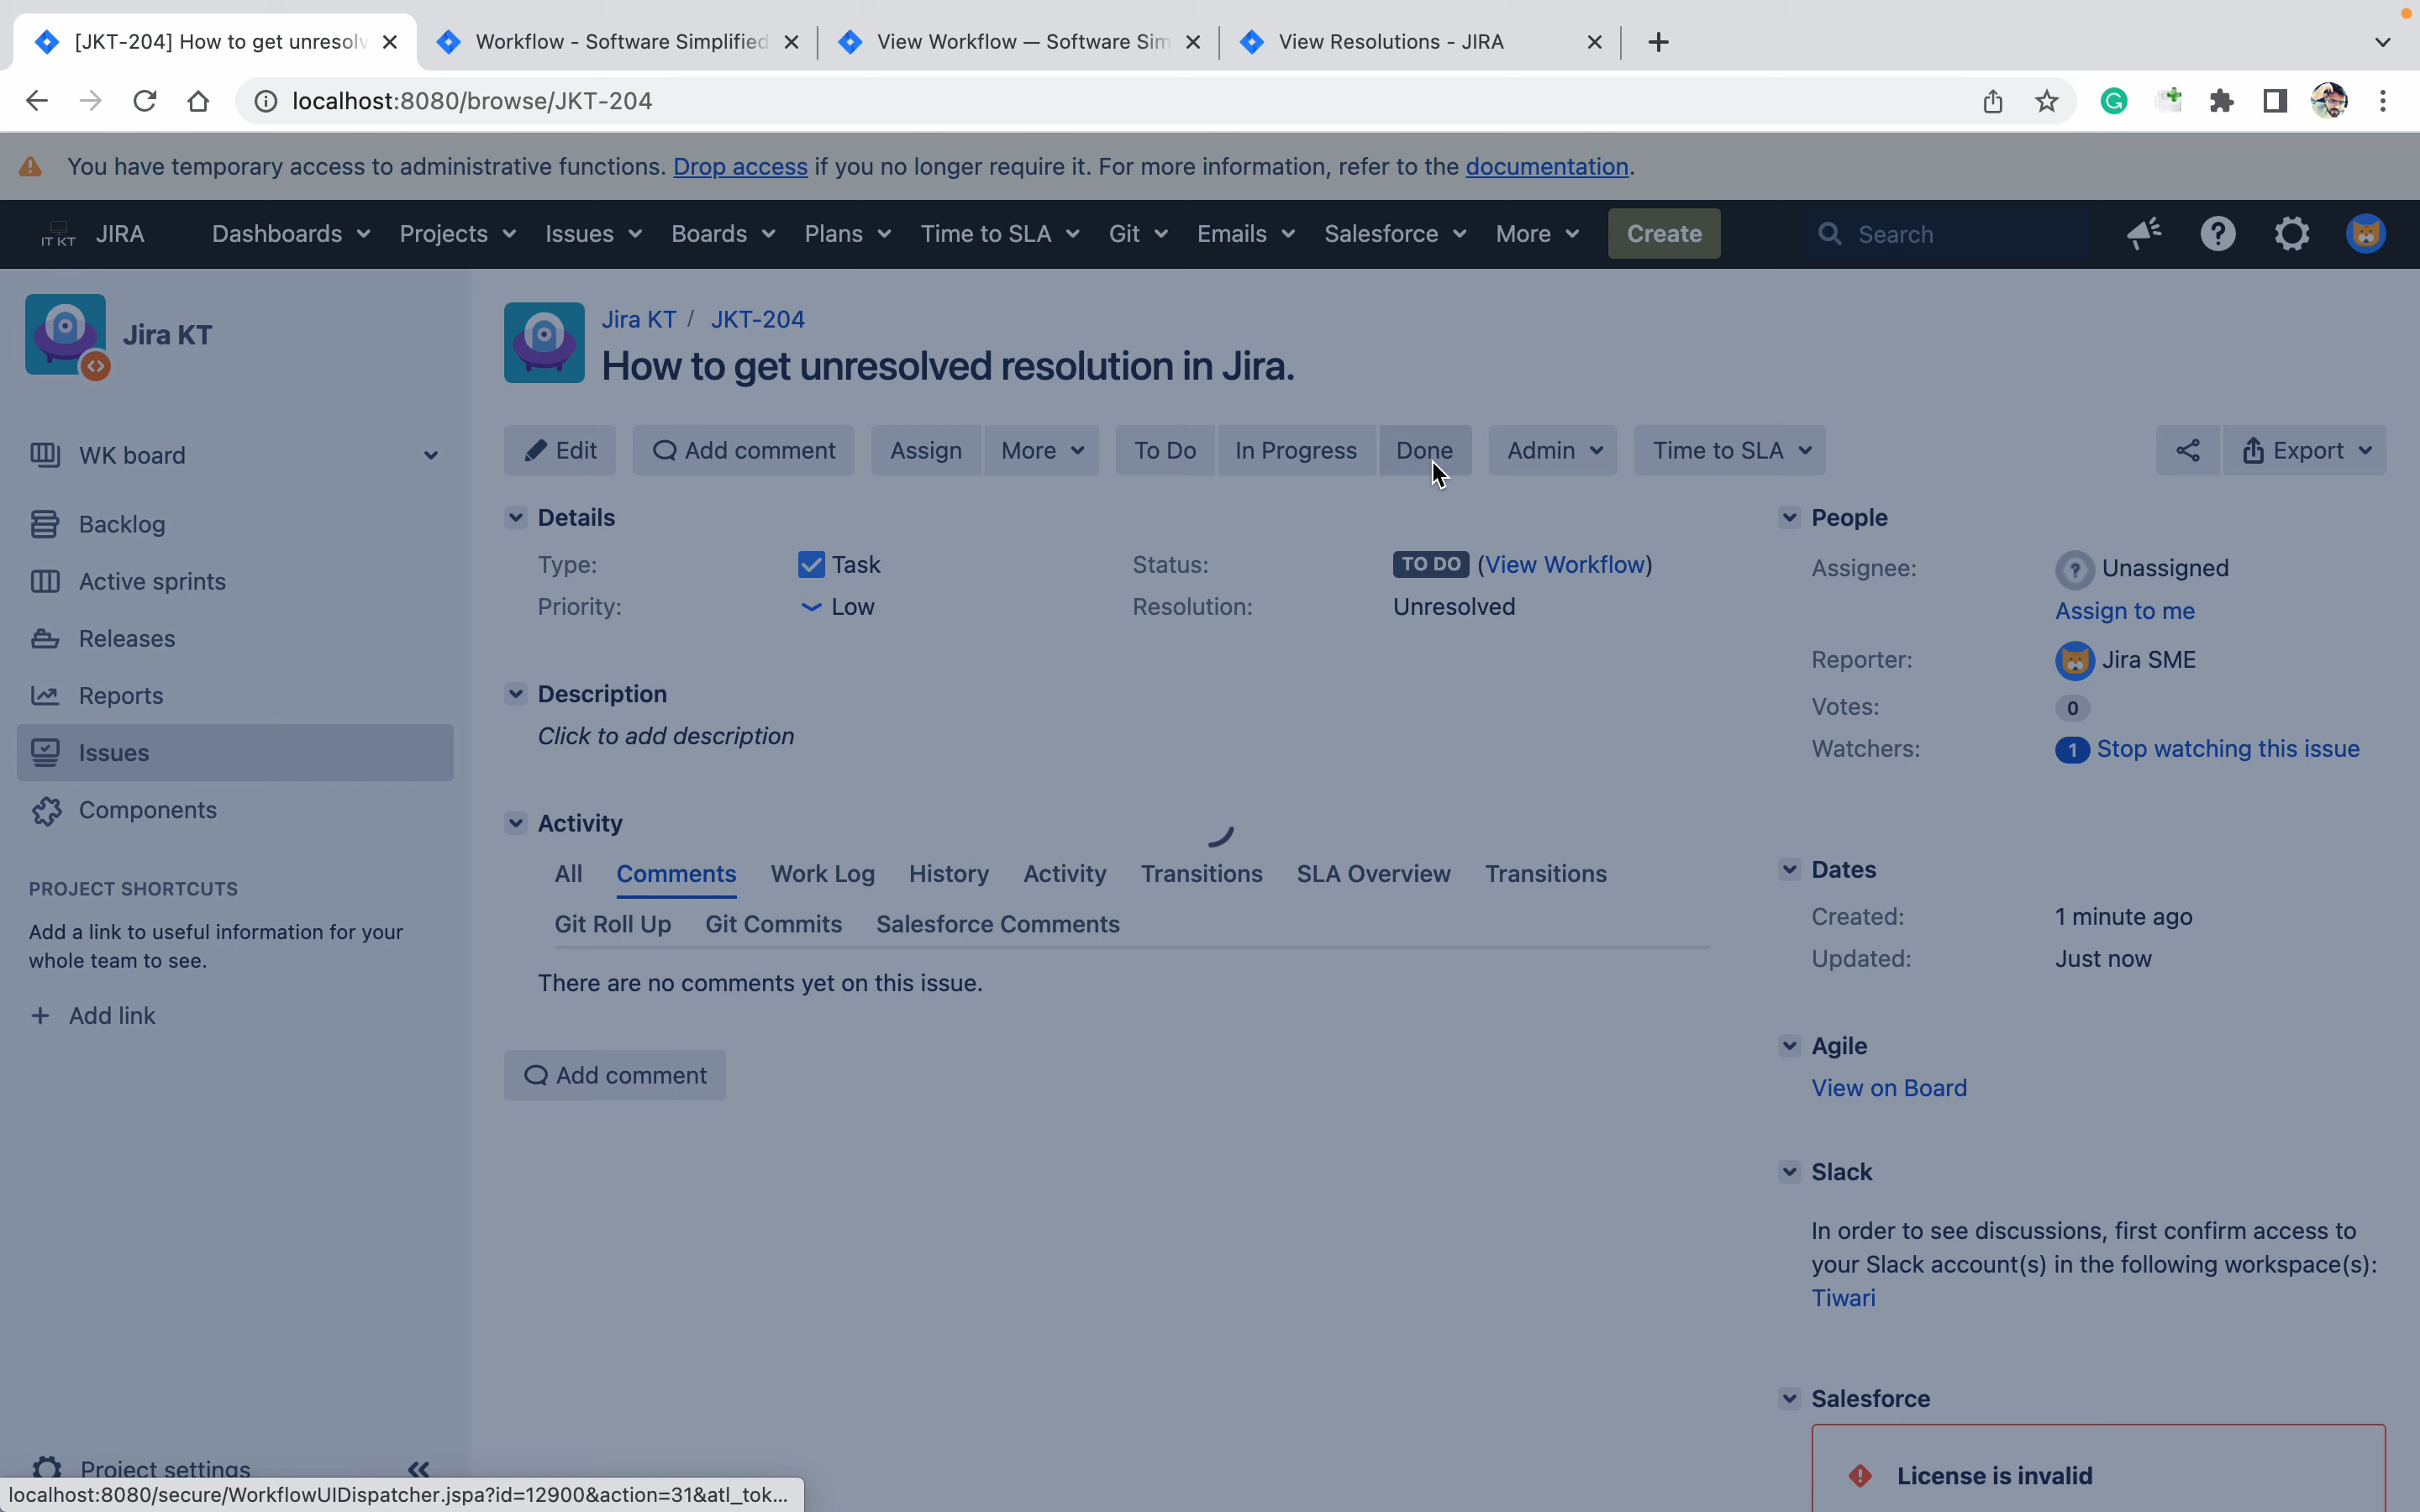 [JKT-204] How to get unresolv
Workflow - Software Simplified
View Workflow — Software Sim
View Resolutions - JIRA
localhost:8080/browse/JKT-204
You have temporary access to administrative functions. Drop access if you no longer require it. For more information, refer to the documentation.
IT KT JIRA Dashboards Projects Issues Boards Plans Time to SLA Git Emails Salesforce More Create Search
Jira KT
WK board
Backlog
Active sprints
Releases
Reports
Issues
Components
PROJECT SHORTCUTS
Add a link to useful information for your
whole team to see.
+ Add link
Project settings
Jira KT / JKT-204
How to get unresolved resolution in Jira.
Edit Add comment Assign More To Do In Progress Done Admin Time to SLA Export
Details
Type: Task Status: TO DO (View Workflow)
Priority: Low Resolution: Unresolved
Description
Click to add description
Activity
All Comments Work Log History Activity Transitions SLA Overview Transitions
Git Roll Up Git Commits Salesforce Comments
There are no comments yet on this issue.
Add comment
People
Assignee: Unassigned
Assign to me
Reporter: Jira SME
Votes: 0
Watchers: 1 Stop watching this issue
Dates
Created: 1 minute ago
Updated: Just now
Agile
View on Board
Slack
In order to see discussions, first confirm access to
your Slack account(s) in the following workspace(s):
Tiwari
Salesforce
License is invalid
localhost:8080/secure/WorkflowUIDispatcher.jspa?id=12900&action=31&atl_tok...